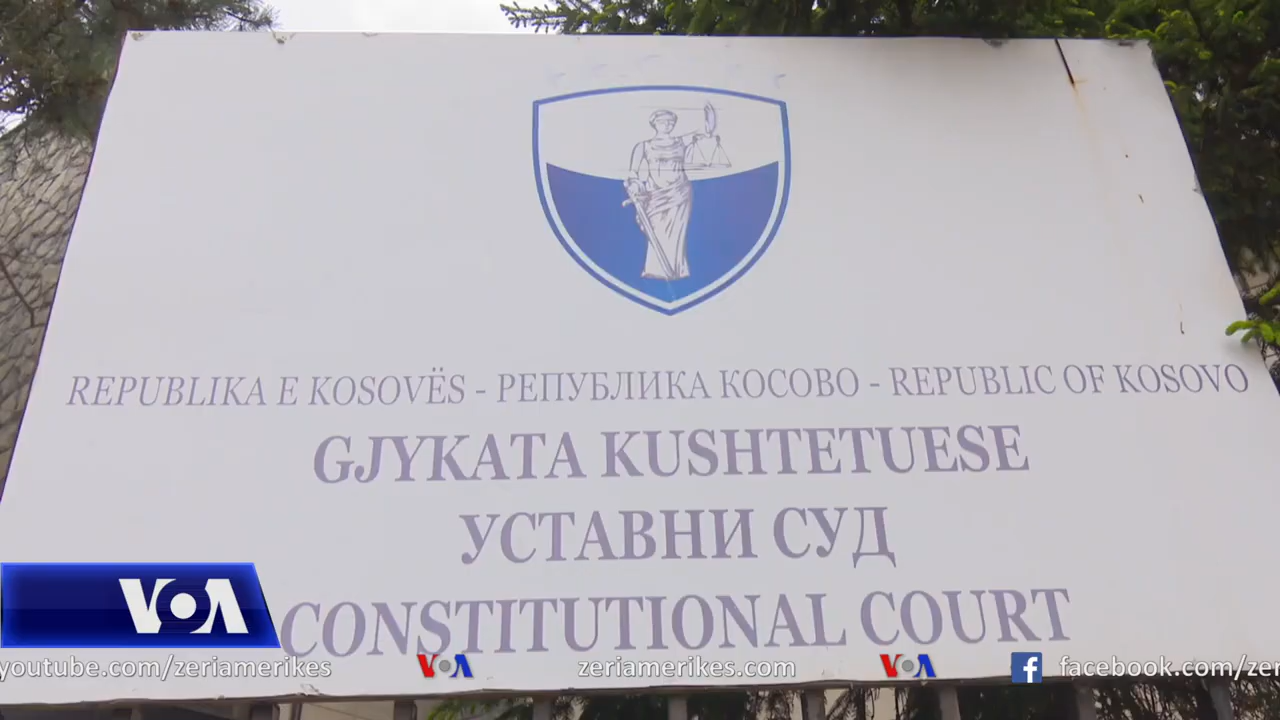 REPUBLIKA E KOSOVËS - РЕПУБЛИКА КОСОВО - REPUBLIC OF KOSOVO
GJYKATA KUSHTETUESE
УСТАВНИ СУД
CONSTITUTIONAL COURT
VOA
youtube.com/zeriamerikes VOA zeriamerikes.com VOA f facebook.com/zer